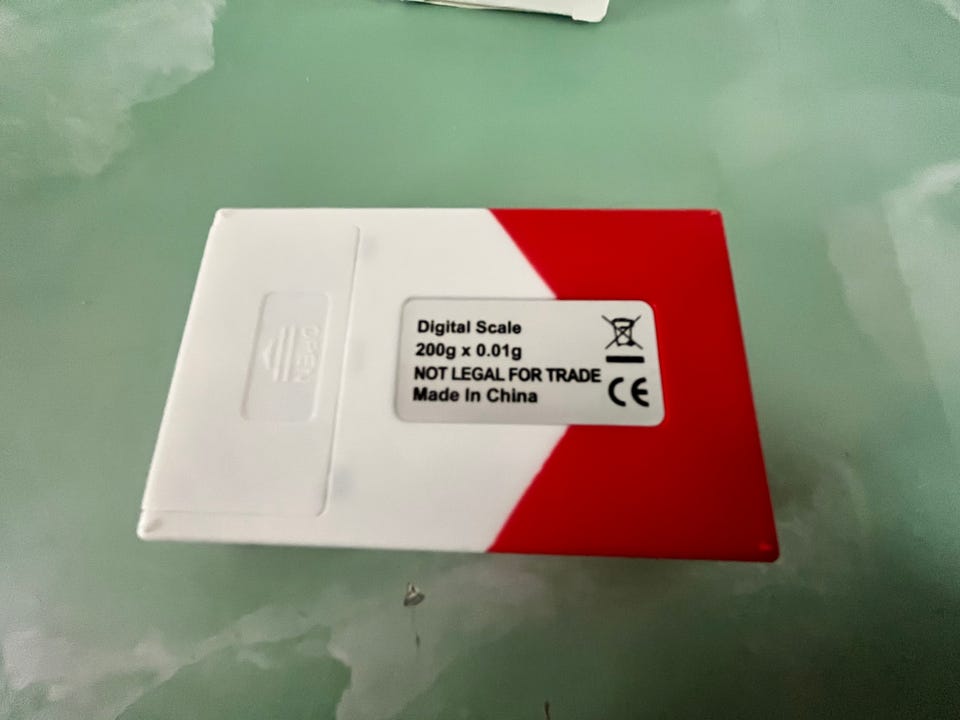 Digital Scale
200g x 0.01g
NOT LEGAL FOR TRADE
Made In China
CE
OPEN